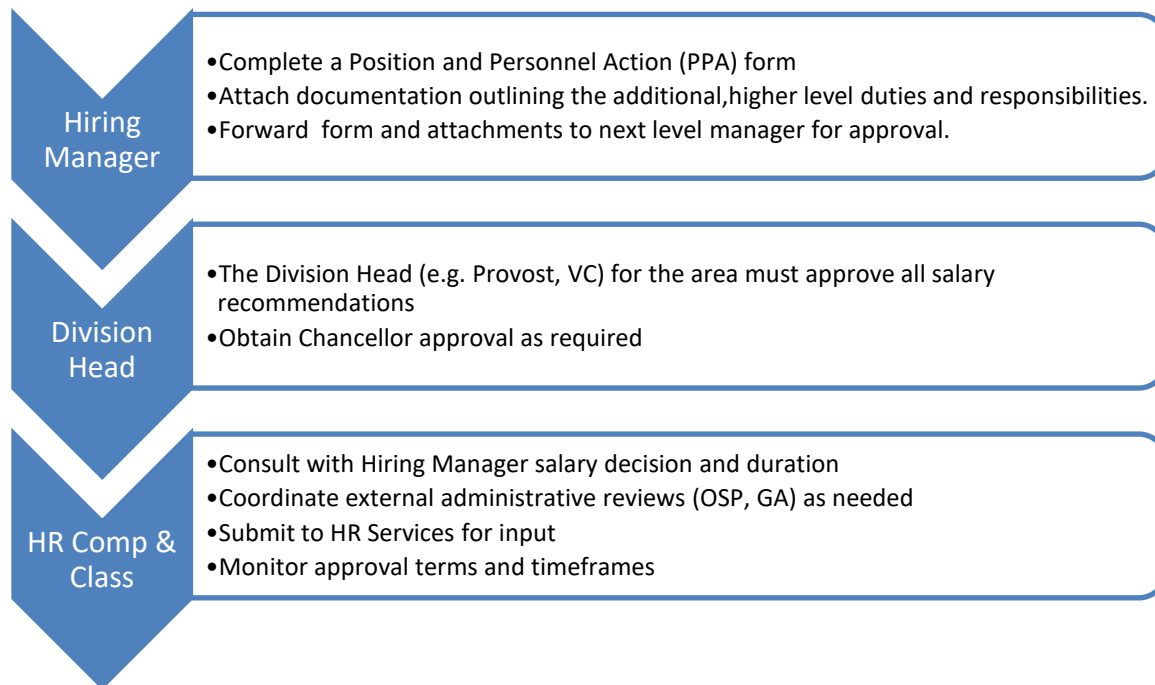 Hiring
Manager
•Complete a Position and Personnel Action (PPA) form
•Attach documentation outlining the additional,higher level duties and responsibilities.
•Forward  form and attachments to next level manager for approval.
Division
Head
•The Division Head (e.g. Provost, VC) for the area must approve all salary
recommendations
•Obtain Chancellor approval as required
HR Comp &
Class
•Consult with Hiring Manager salary decision and duration
•Coordinate external administrative reviews (OSP, GA) as needed
•Submit to HR Services for input
•Monitor approval terms and timeframes